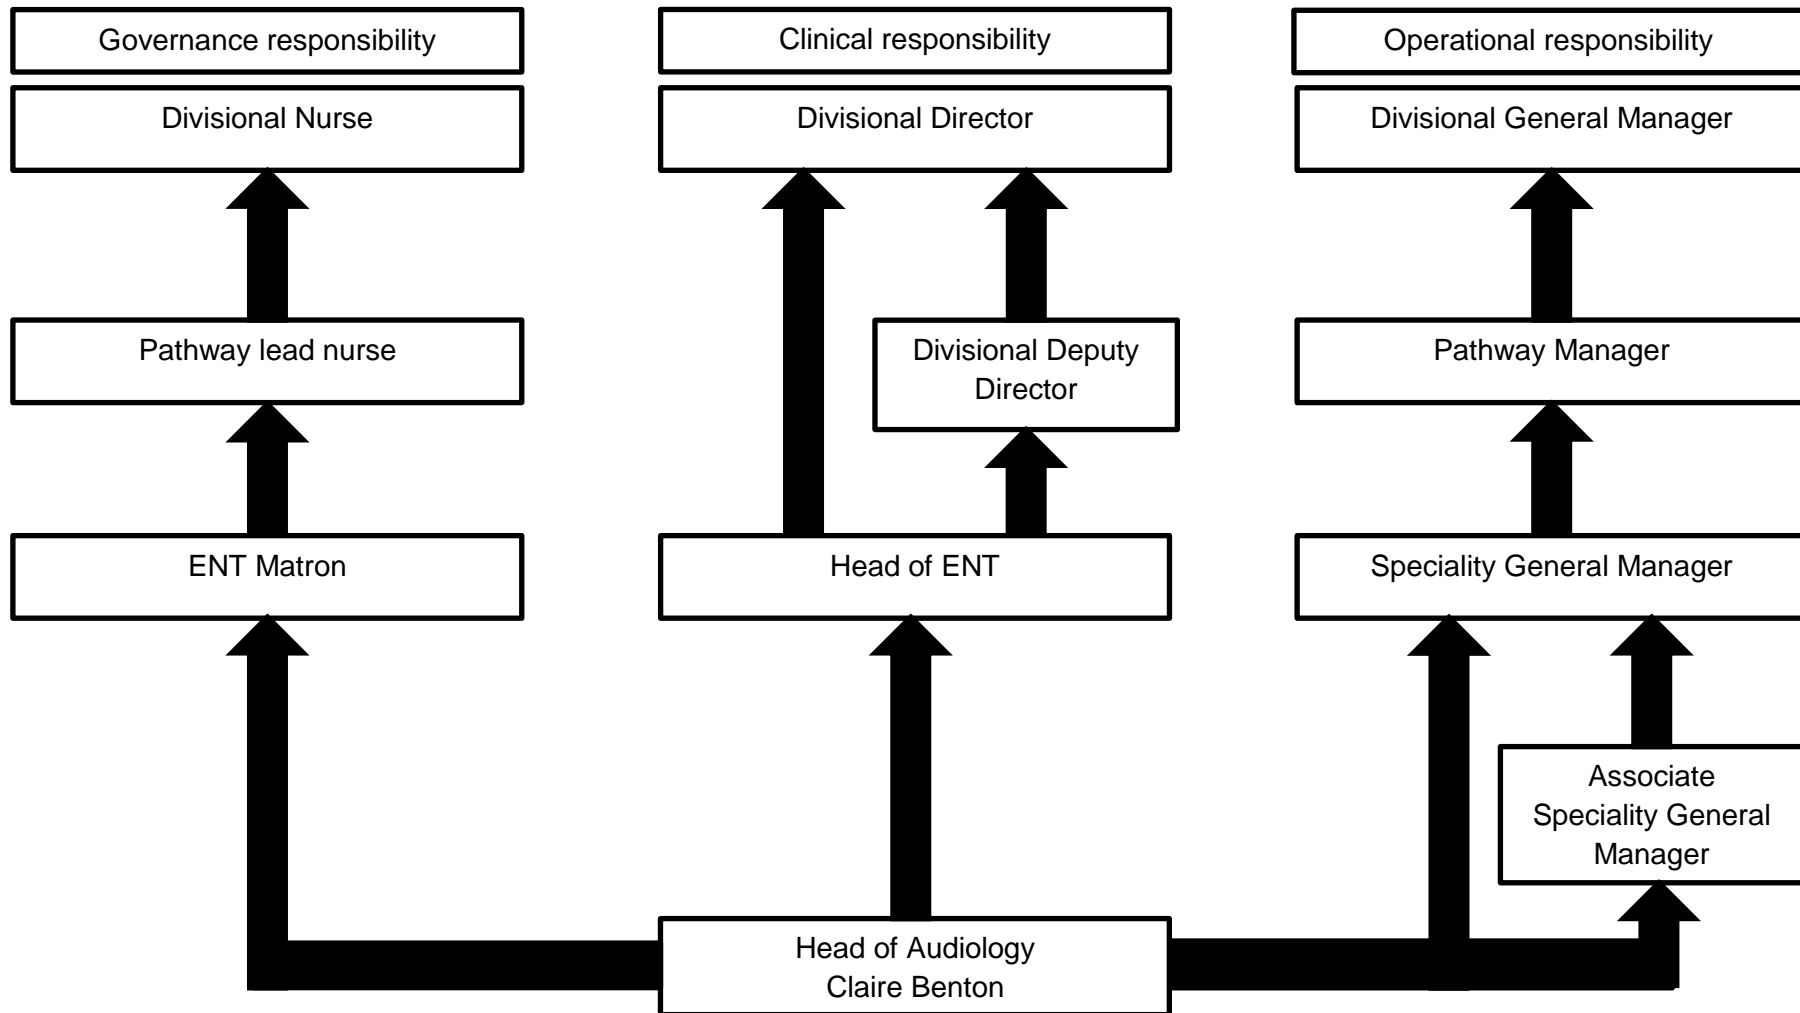 Governance responsibility
Clinical responsibility
Operational responsibility
Divisional Nurse
Divisional Director
Divisional General Manager
Pathway lead nurse
Divisional Deputy
Director
Pathway Manager
ENT Matron
Head of ENT
Speciality General Manager
Associate
Speciality General
Manager
Head of Audiology
Claire Benton